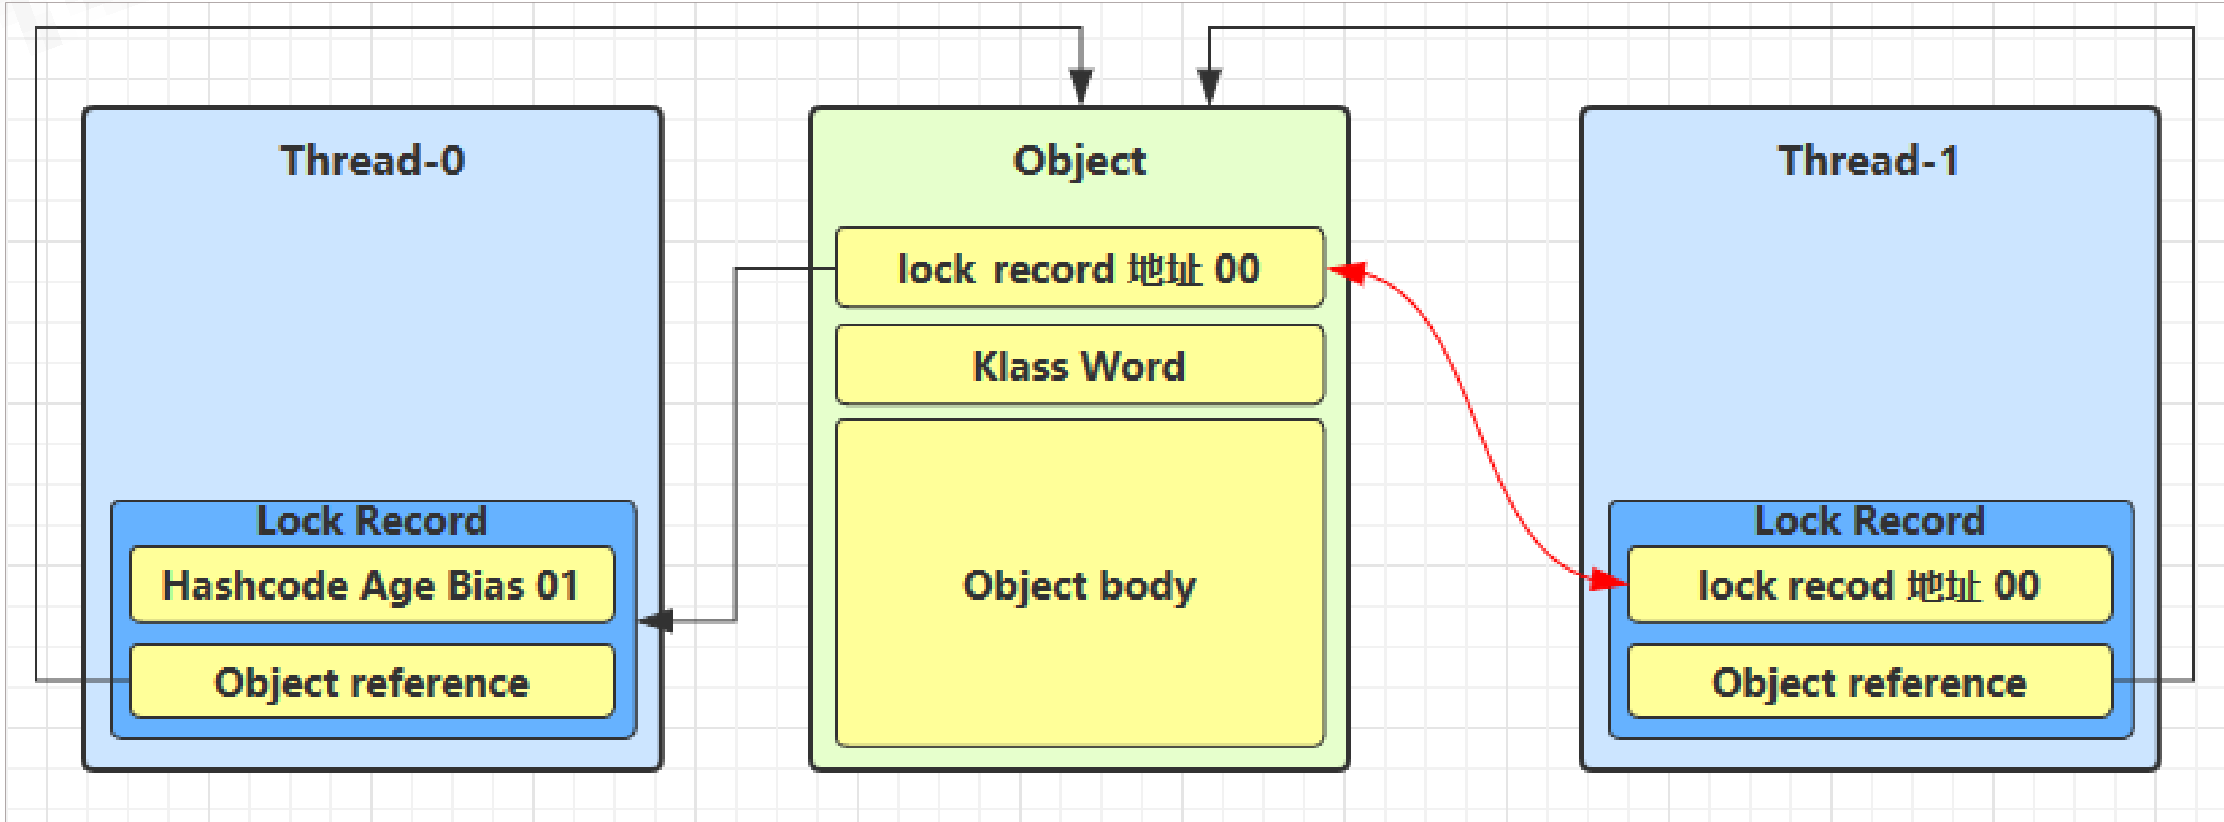 Thread-0
Lock Record
Hashcode Age Bias 01
Object reference
Object
lock record 地址 00
Klass Word
Object body
Thread-1
Lock Record
lock recod 地址 00
Object reference